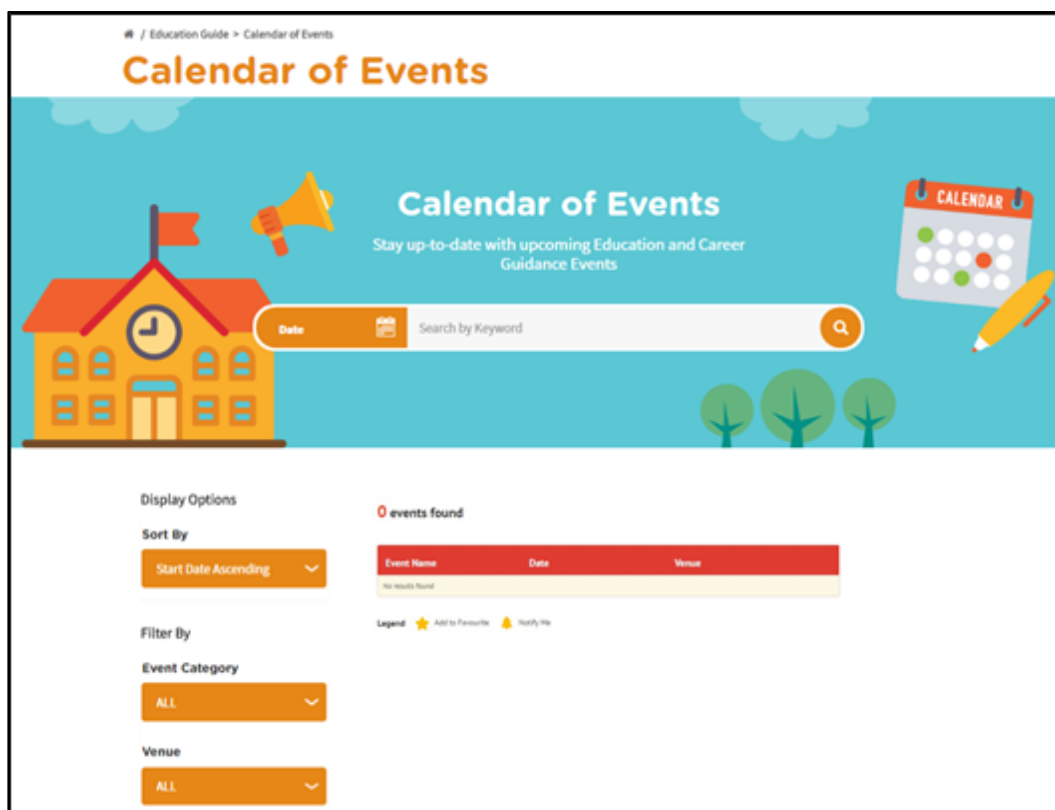 / Education Guide > Calendar of Events
Calendar of Events
CALENDAR
Calendar of Events
Stay up-to-date with upcoming Education and Career
Guidance Events
Date Search by Keyword
Display Options
Sort By
Start Date Ascending
Filter By
Event Category
ALL
Venue
ALL
0 events found
Event Name Date Venue
No results found
Legend Add to Favourite Notify Me